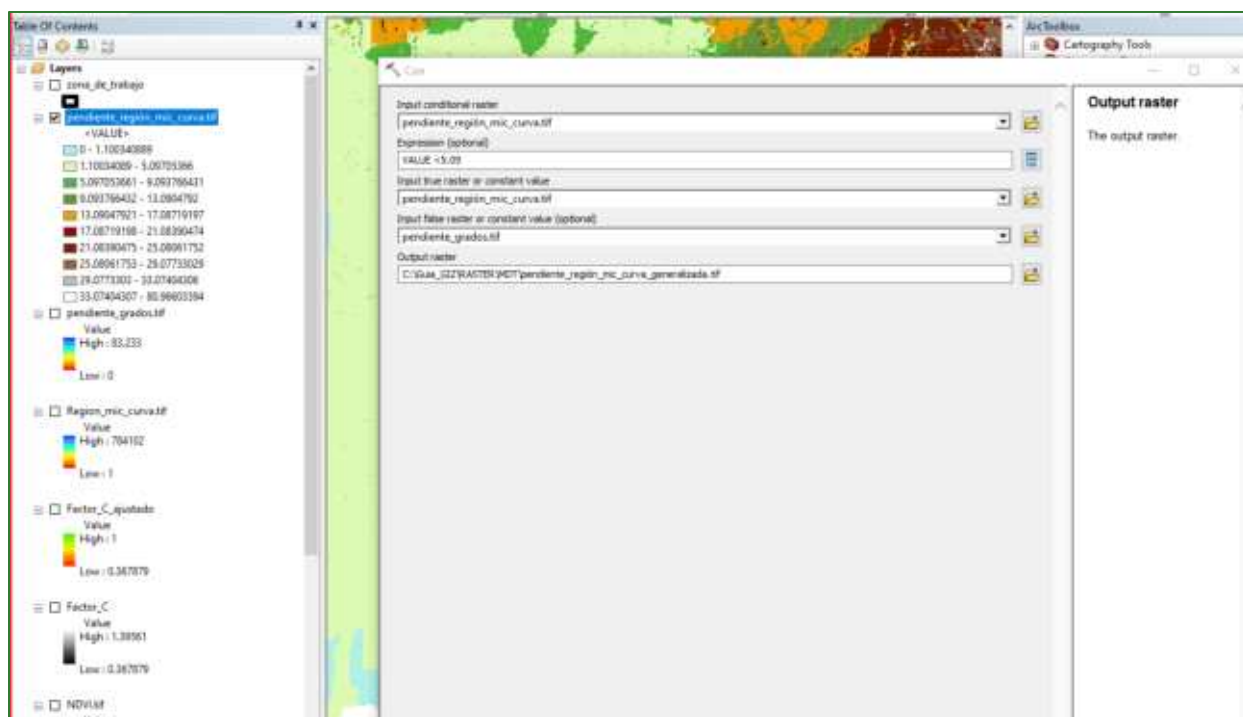 Table Of Contents
Layers
zona_de_trabajo
pendiente_región_mic_curva.tif
<VALUE>
0 - 1.100340889
1.10034089 - 5.09705366
5.097053661 - 9.093766431
9.093766432 - 13.0904792
13.09047921 - 17.08719197
17.08719198 - 21.08390474
21.08390475 - 25.08061752
25.08061753 - 29.07733029
29.0773303 - 33.07404306
33.07404307 - 80.98603394
pendiente_grados.tif
Value
High : 83.233
Low : 0
Region_mic_curva.tif
Value
High : 784102
Low : 1
Factor_C_ajustado
Value
High : 1
Low : 0.367879
Factor_C
Value
High : 1.39561
Low : 0.367879
NDVI.tif
Con
Input conditional raster
pendiente_región_mic_curva.tif
Expression (optional)
VALUE <5.09
Input true raster or constant value
pendiente_región_mic_curva.tif
Input false raster or constant value (optional)
pendiente_grados.tif
Output raster
C:\Guia_GIZ\RASTER\MDT\pendiente_región_mic_curva_generalizada.tif
Output raster
The output raster.
ArcToolbox
Cartography Tools